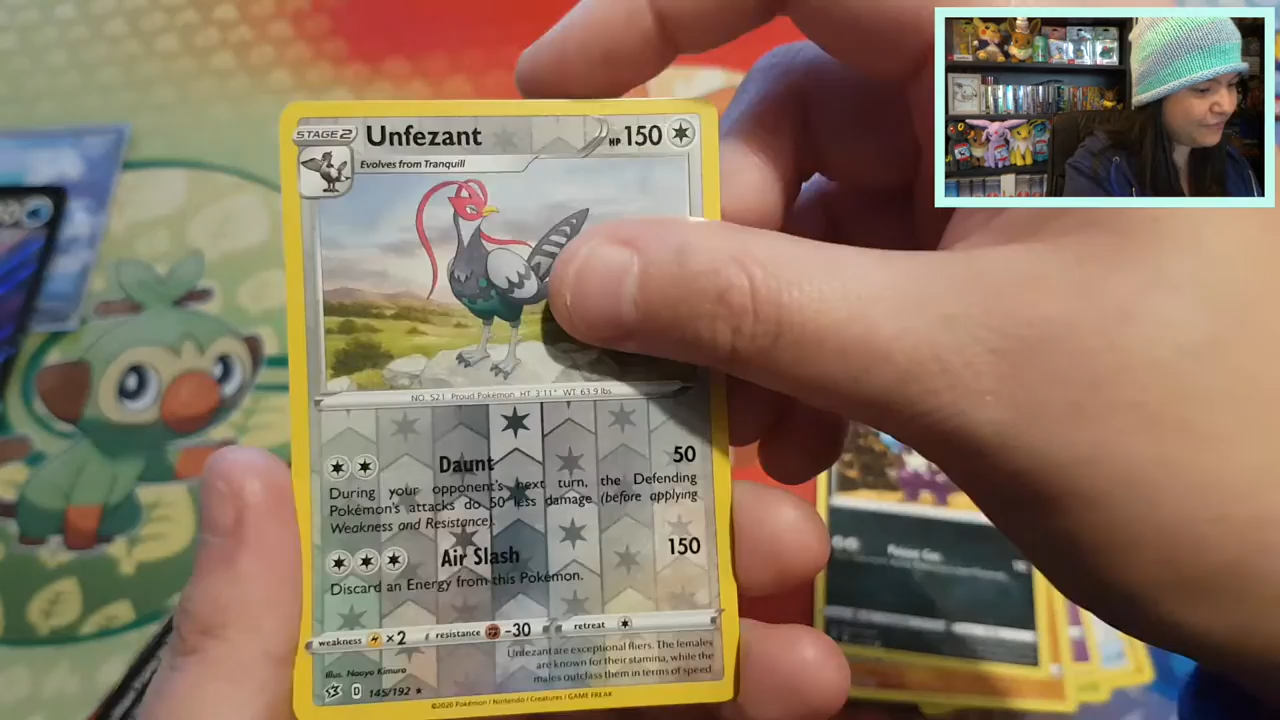 STAGE 2 Unfezant HP 150
Evolves from Tranquill
NO. 521 Proud Pokémon HT 3'11" WT 63.9 lbs
Daunt 50
During your opponent's next turn, the Defending
Pokémon's attacks do 50 less damage (before applying
Weakness and Resistance).
Air Slash 150
Discard an Energy from this Pokémon.
weakness ×2 resistance -30 retreat
Unfezant are exceptional fliers. The females
are known for their stamina, while the
males outclass them in terms of speed.
Illus. Naoyo Kimura
D 145/192 ★
©2020 Pokémon / Nintendo / Creatures / GAME FREAK